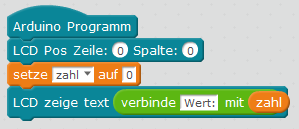 Arduino Programm
LCD Pos Zeile: 0 Spalte: 0
setze zahl auf 0
LCD zeige text verbinde Wert: mit zahl